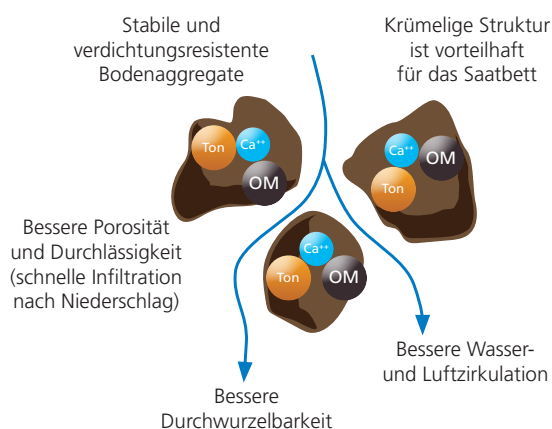 Stabile und
verdichtungsresistente
Bodenaggregate
Krümelige Struktur
ist vorteilhaft
für das Saatbett
Ton
Ca++
OM
Ca++
OM
Ton
Bessere Porosität
und Durchlässigkeit
(schnelle Infiltration
nach Niederschlag)
Ca++
Ton
OM
Bessere Wasser-
und Luftzirkulation
Bessere
Durchwurzelbarkeit